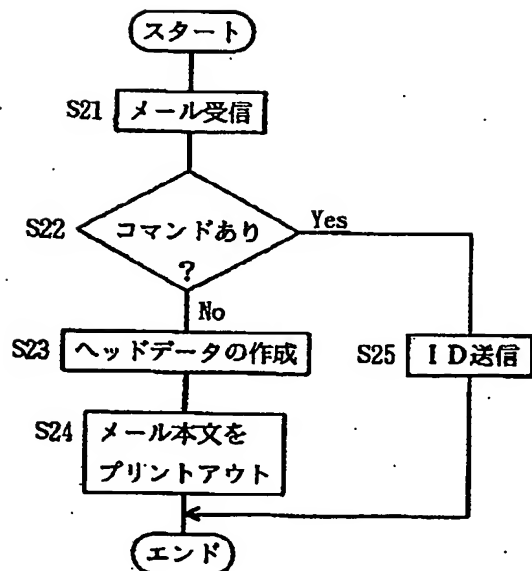 スタート
S21 メール受信
S22 コマンドあり
?
Yes
No
S23 ヘッドデータの作成
S25 ID送信
S24 メール本文を
プリントアウト
エンド